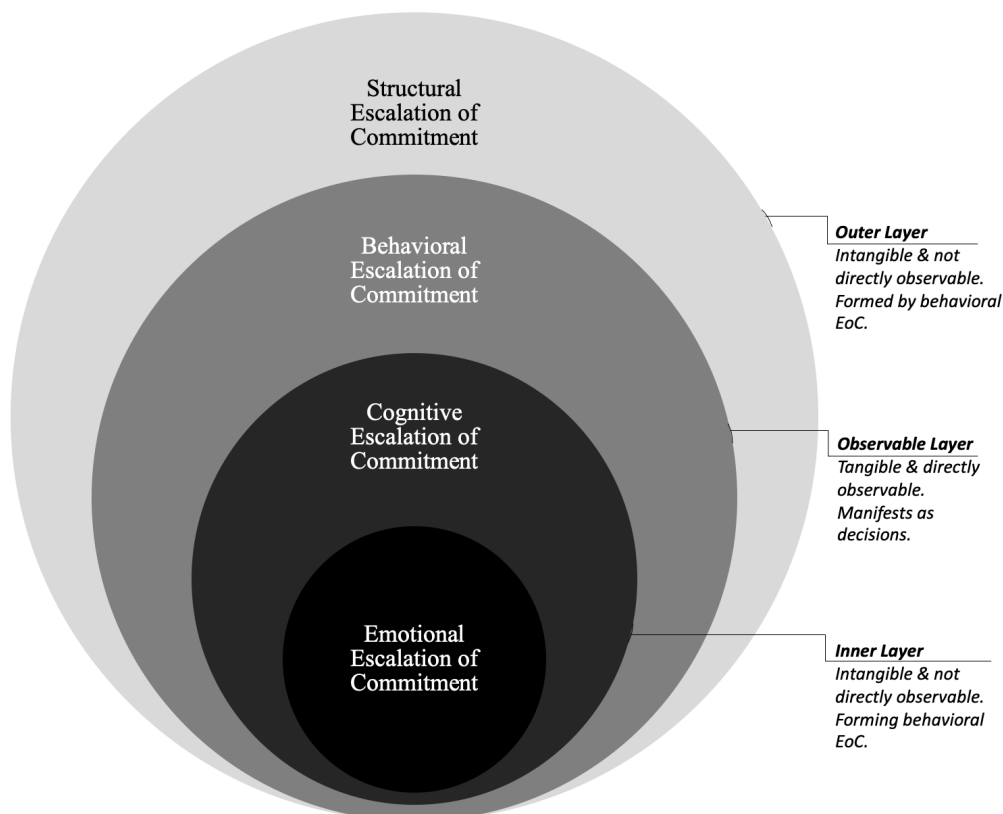 Structural
Escalation of
Commitment
Behavioral
Escalation of
Commitment
Cognitive
Escalation of
Commitment
Emotional
Escalation of
Commitment
Outer Layer
Intangible & not
directly observable.
Formed by behavioral
EoC.
Observable Layer
Tangible & directly
observable.
Manifests as
decisions.
Inner Layer
Intangible & not
directly observable.
Forming behavioral
EoC.